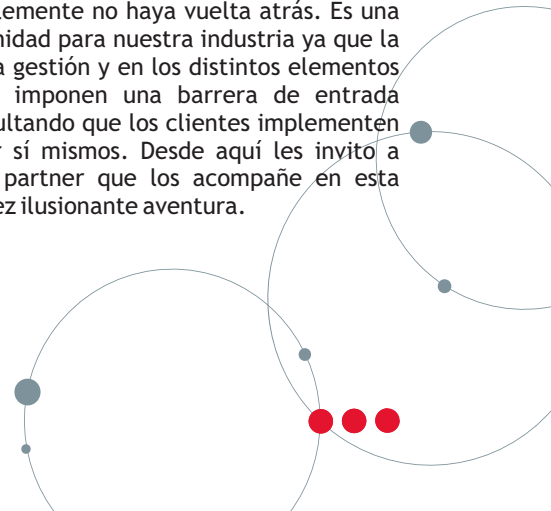 lemente no haya vuelta atrás. Es una
nidad para nuestra industria ya que la
a gestión y en los distintos elementos
imponen una barrera de entrada
ultando que los clientes implementen
r sí mismos. Desde aquí les invito a
partner que los acompañe en esta
ez ilusionante aventura.